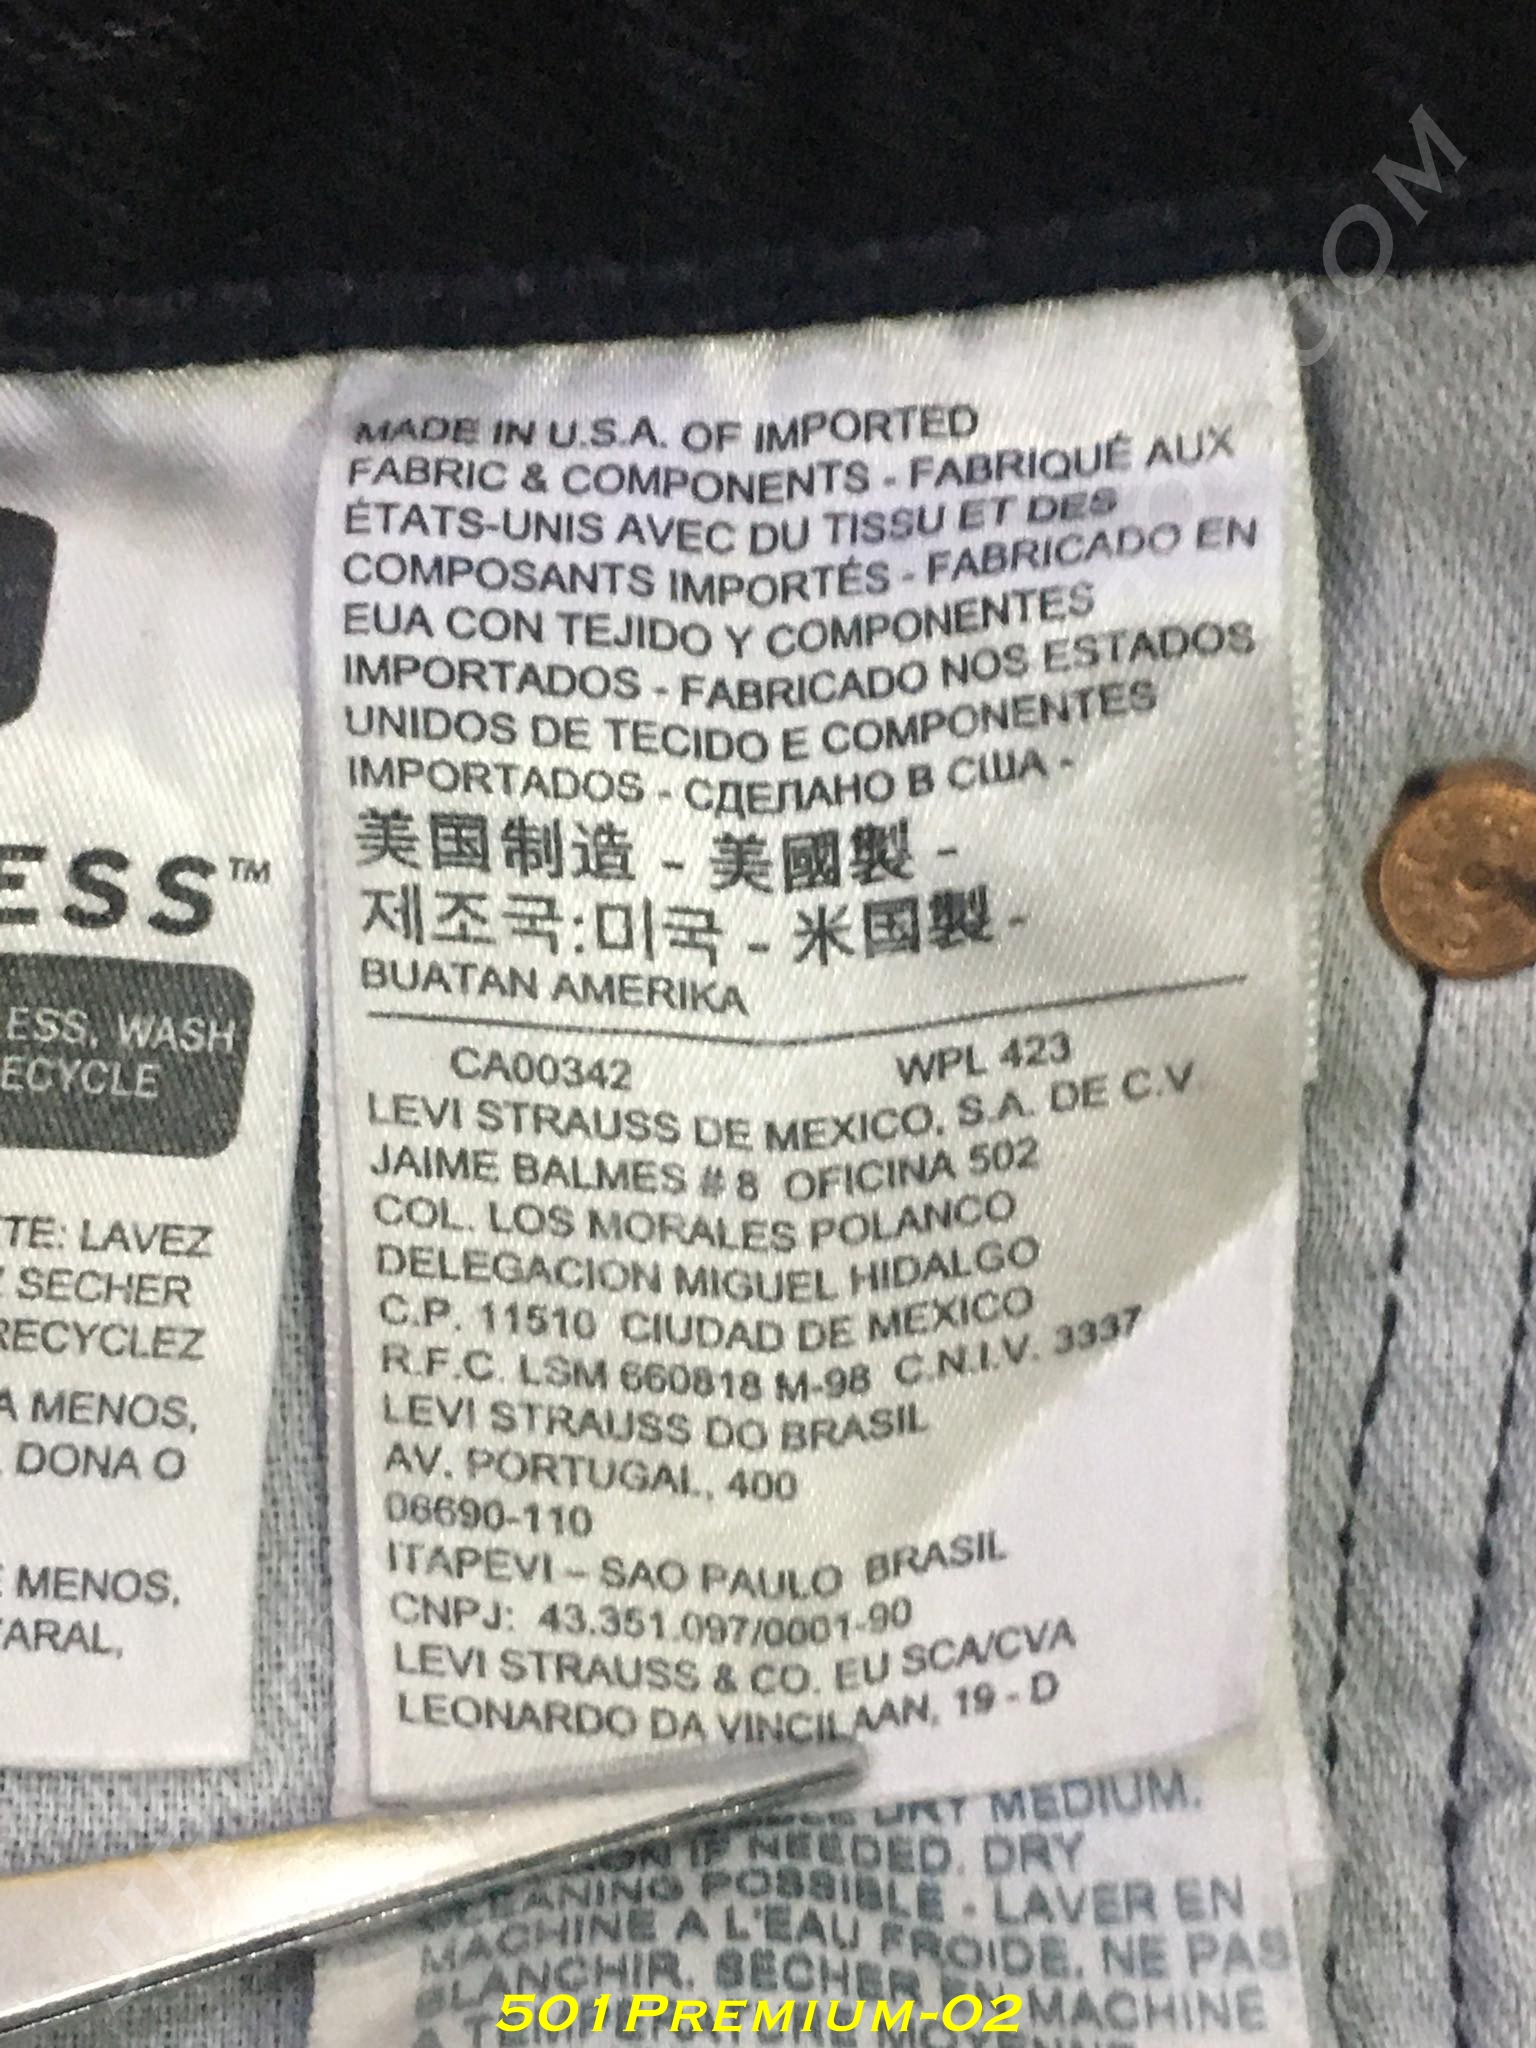 MADE IN U.S.A. OF IMPORTED
FABRIC & COMPONENTS - FABRIQUÉ AUX
ÉTATS-UNIS AVEC DU TISSU ET DES
COMPOSANTS IMPORTÉS - FABRICADO EN
EUA CON TEJIDO Y COMPONENTES
IMPORTADOS - FABRICADO NOS ESTADOS
UNIDOS DE TECIDO E COMPONENTES
IMPORTADOS - СДЕЛАНО В США -
美国制造 - 美國製 -
제조국:미국 - 米国製 -
BUATAN AMERIKA
CA00342 WPL 423
LEVI STRAUSS DE MEXICO, S.A. DE C.V
JAIME BALMES # 8 OFICINA 502
COL. LOS MORALES POLANCO
DELEGACION MIGUEL HIDALGO
C.P. 11510 CIUDAD DE MEXICO
R.F.C. LSM 660818 M-98 C.N.I.V. 3337
LEVI STRAUSS DO BRASIL
AV. PORTUGAL, 400
06690-110
ITAPEVI – SAO PAULO BRASIL
CNPJ: 43.351.097/0001-90
LEVI STRAUSS & CO. EU SCA/CVA
LEONARDO DA VINCILAAN, 19 - D
DRY MEDIUM.
IF NEEDED. DRY
CLEANING POSSIBLE - LAVER EN
MACHINE A L'EAU FROIDE. NE PAS
BLANCHIR. SECHER EN MACHINE
ESS™
ESS, WASH
ECYCLE
TE: LAVEZ
SECHER
RECYCLEZ
A MENOS,
DONA O
MENOS,
ARAL,
501PREMIUM-02
.COM